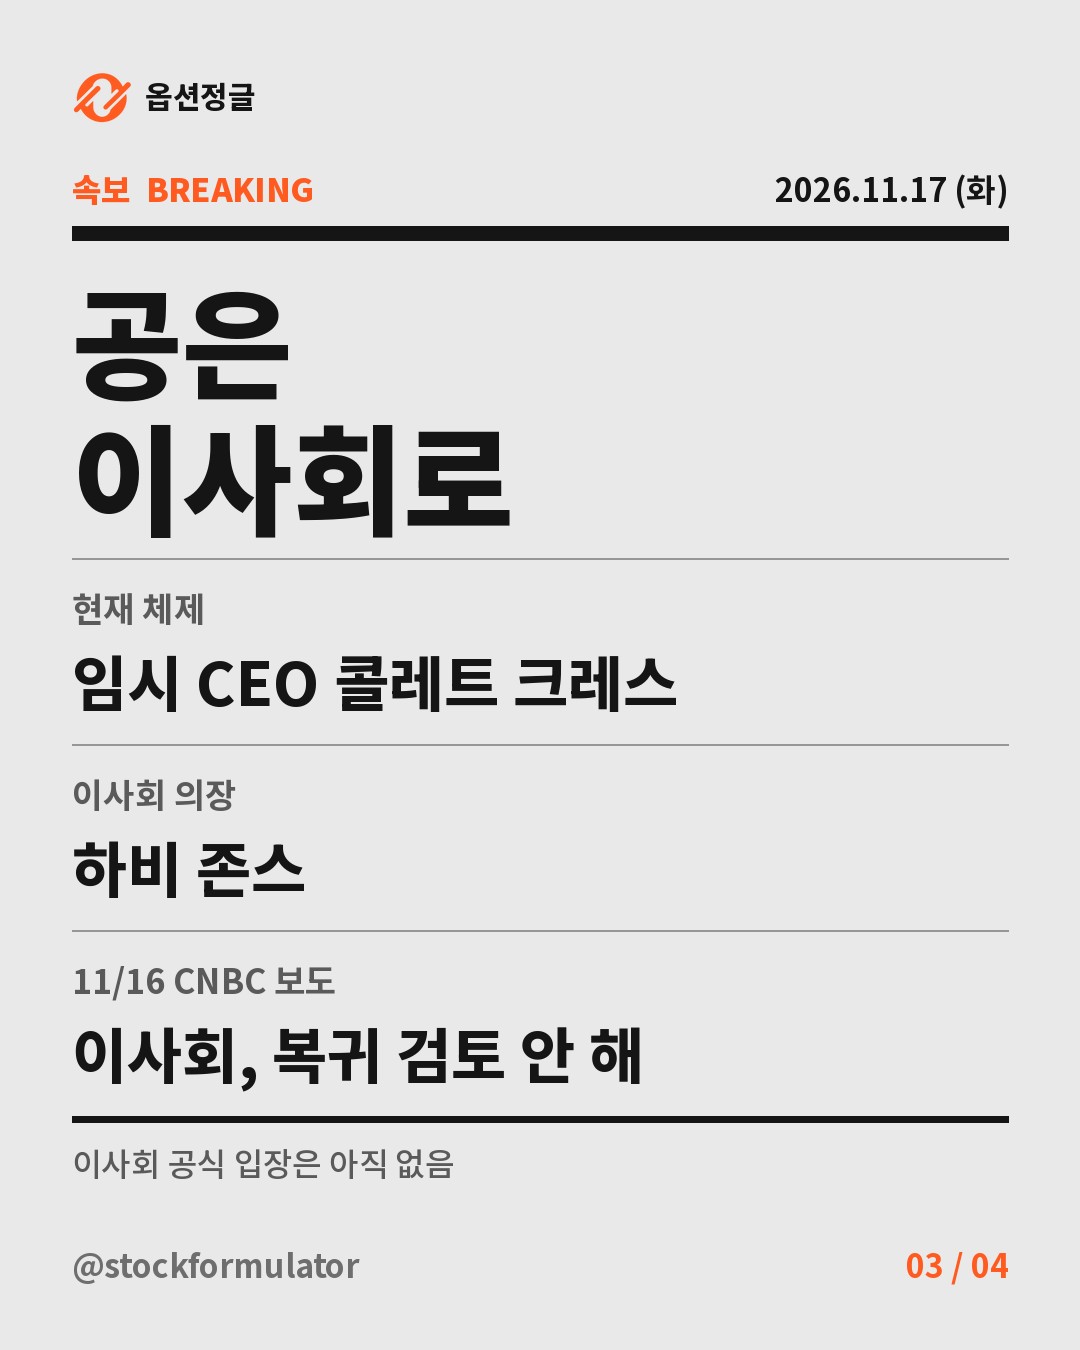 옵션정글
속보 BREAKING
2026.11.17 (화)
공은
이사회로
현재 체제
임시 CEO 콜레트 크레스
이사회 의장
하비 존스
11/16 CNBC 보도
이사회, 복귀 검토 안 해
이사회 공식 입장은 아직 없음
@stockformulator
03 / 04